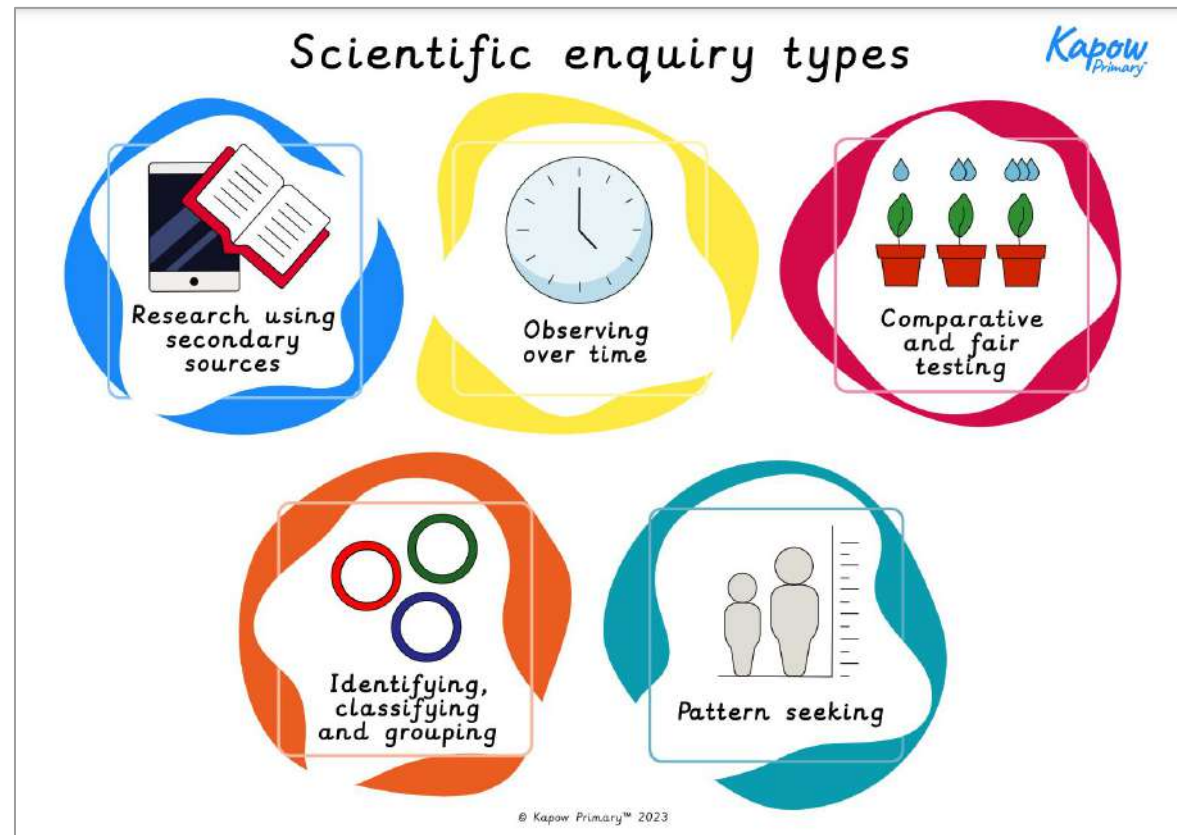 Scientific enquiry types
Kapow
Primary
Research using
secondary
sources
Observing
over time
Comparative
and fair
testing
Identifying,
classifying
and grouping
Pattern seeking
© Kapow Primary™ 2023